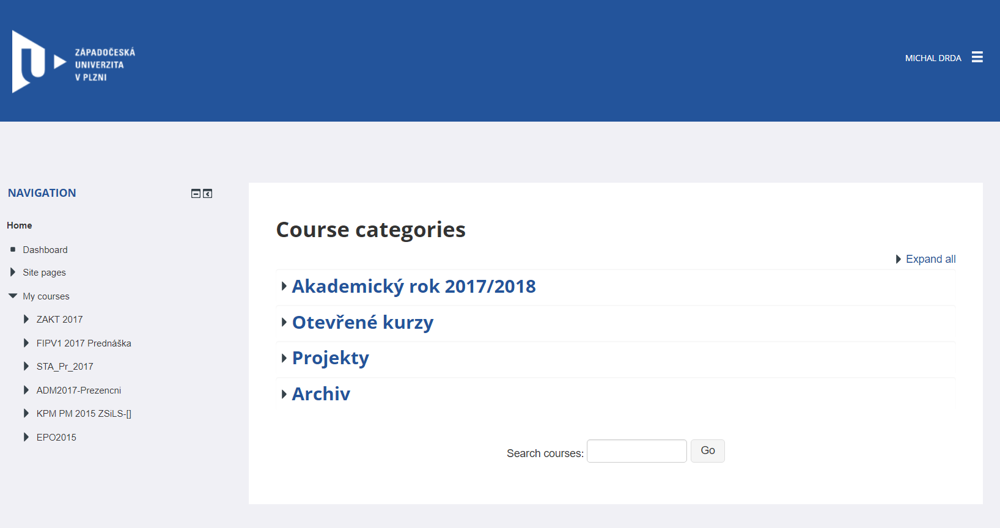 ZÁPADOČESKÁ
UNIVERZITA
V PLZNI
MICHAL DRDA
NAVIGATION
Home
Dashboard
Site pages
My courses
ZAKT 2017
FIPV1 2017 Prednáška
STA_Pr_2017
ADM2017-Prezencni
KPM PM 2015 ZSiLS-[]
EPO2015
Course categories
Expand all
Akademický rok 2017/2018
Otevřené kurzy
Projekty
Archiv
Search courses:
Go